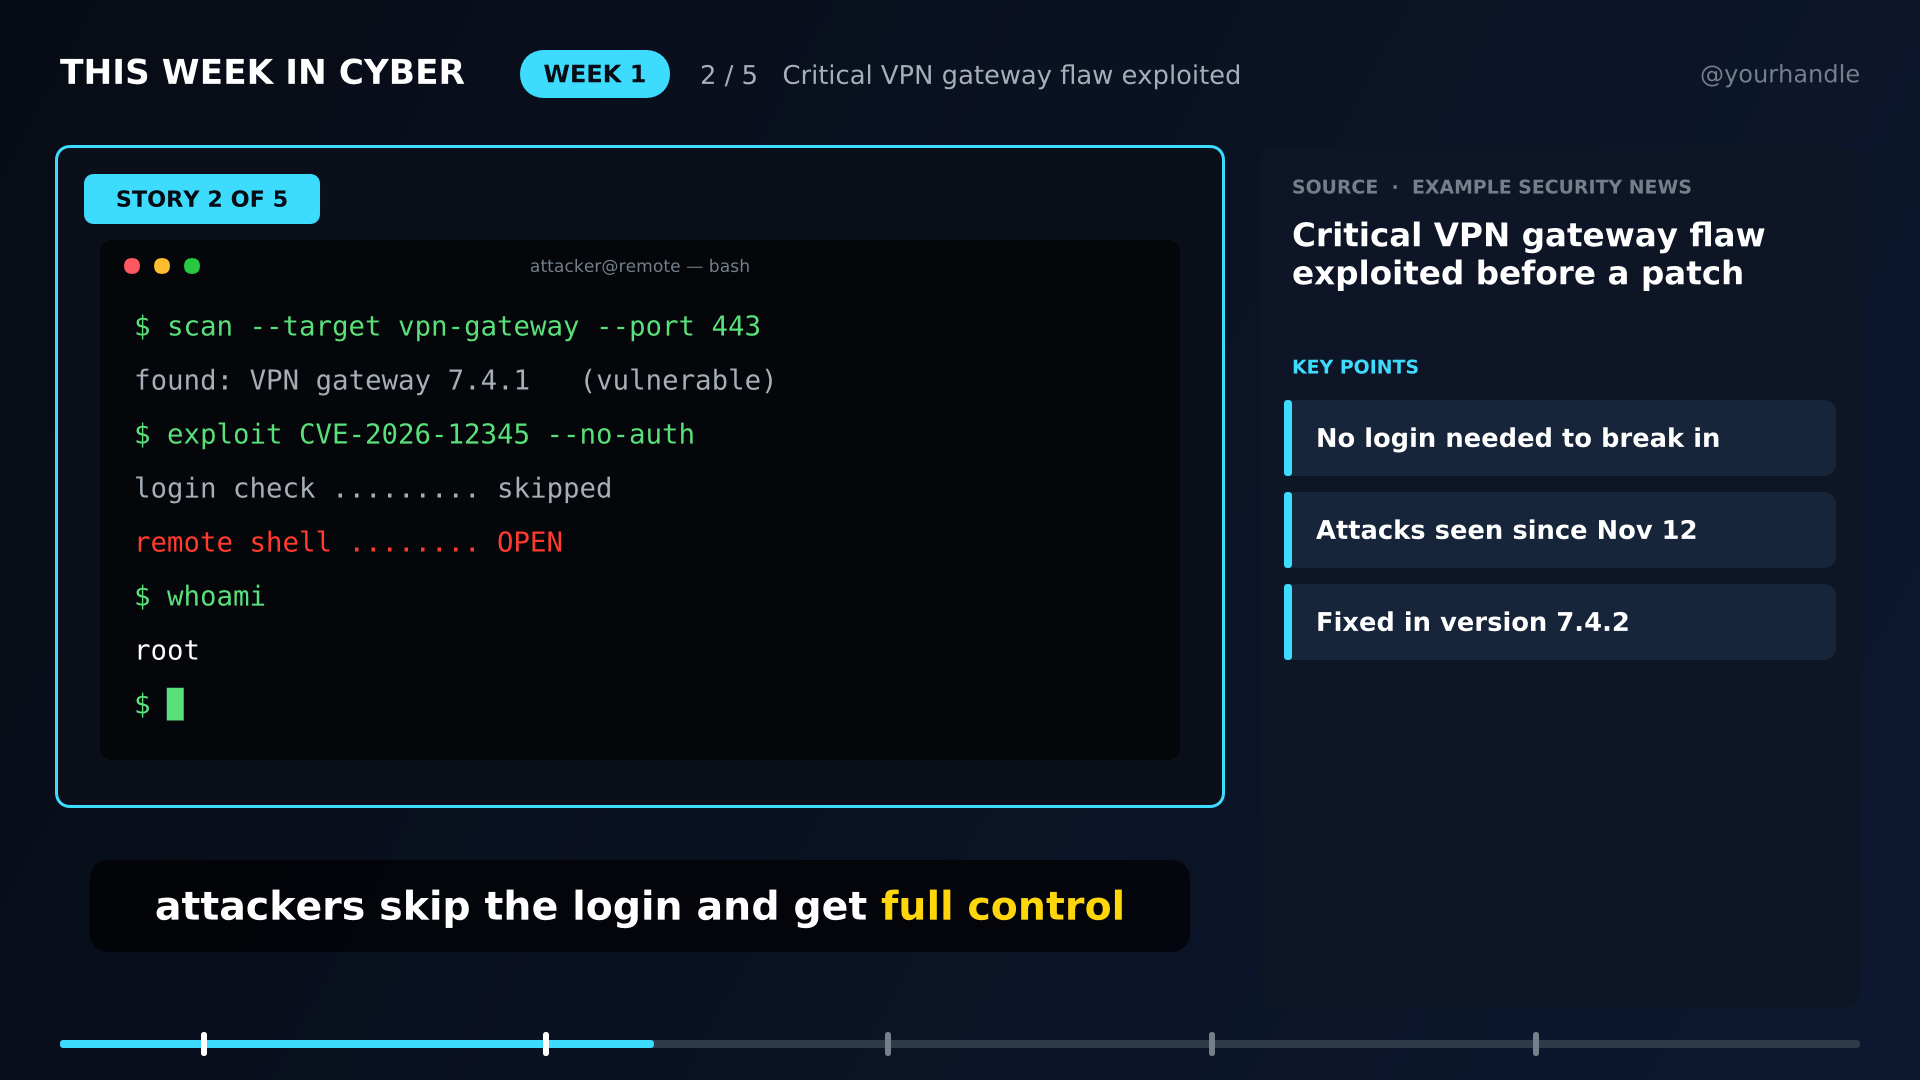 THIS WEEK IN CYBER
WEEK 1
2 / 5 Critical VPN gateway flaw exploited
@yourhandle
STORY 2 OF 5
attacker@remote — bash
$ scan --target vpn-gateway --port 443
found: VPN gateway 7.4.1 (vulnerable)
$ exploit CVE-2026-12345 --no-auth
login check ......... skipped
remote shell ........ OPEN
$ whoami
root
$
SOURCE · EXAMPLE SECURITY NEWS
Critical VPN gateway flaw
exploited before a patch
KEY POINTS
No login needed to break in
Attacks seen since Nov 12
Fixed in version 7.4.2
attackers skip the login and get full control